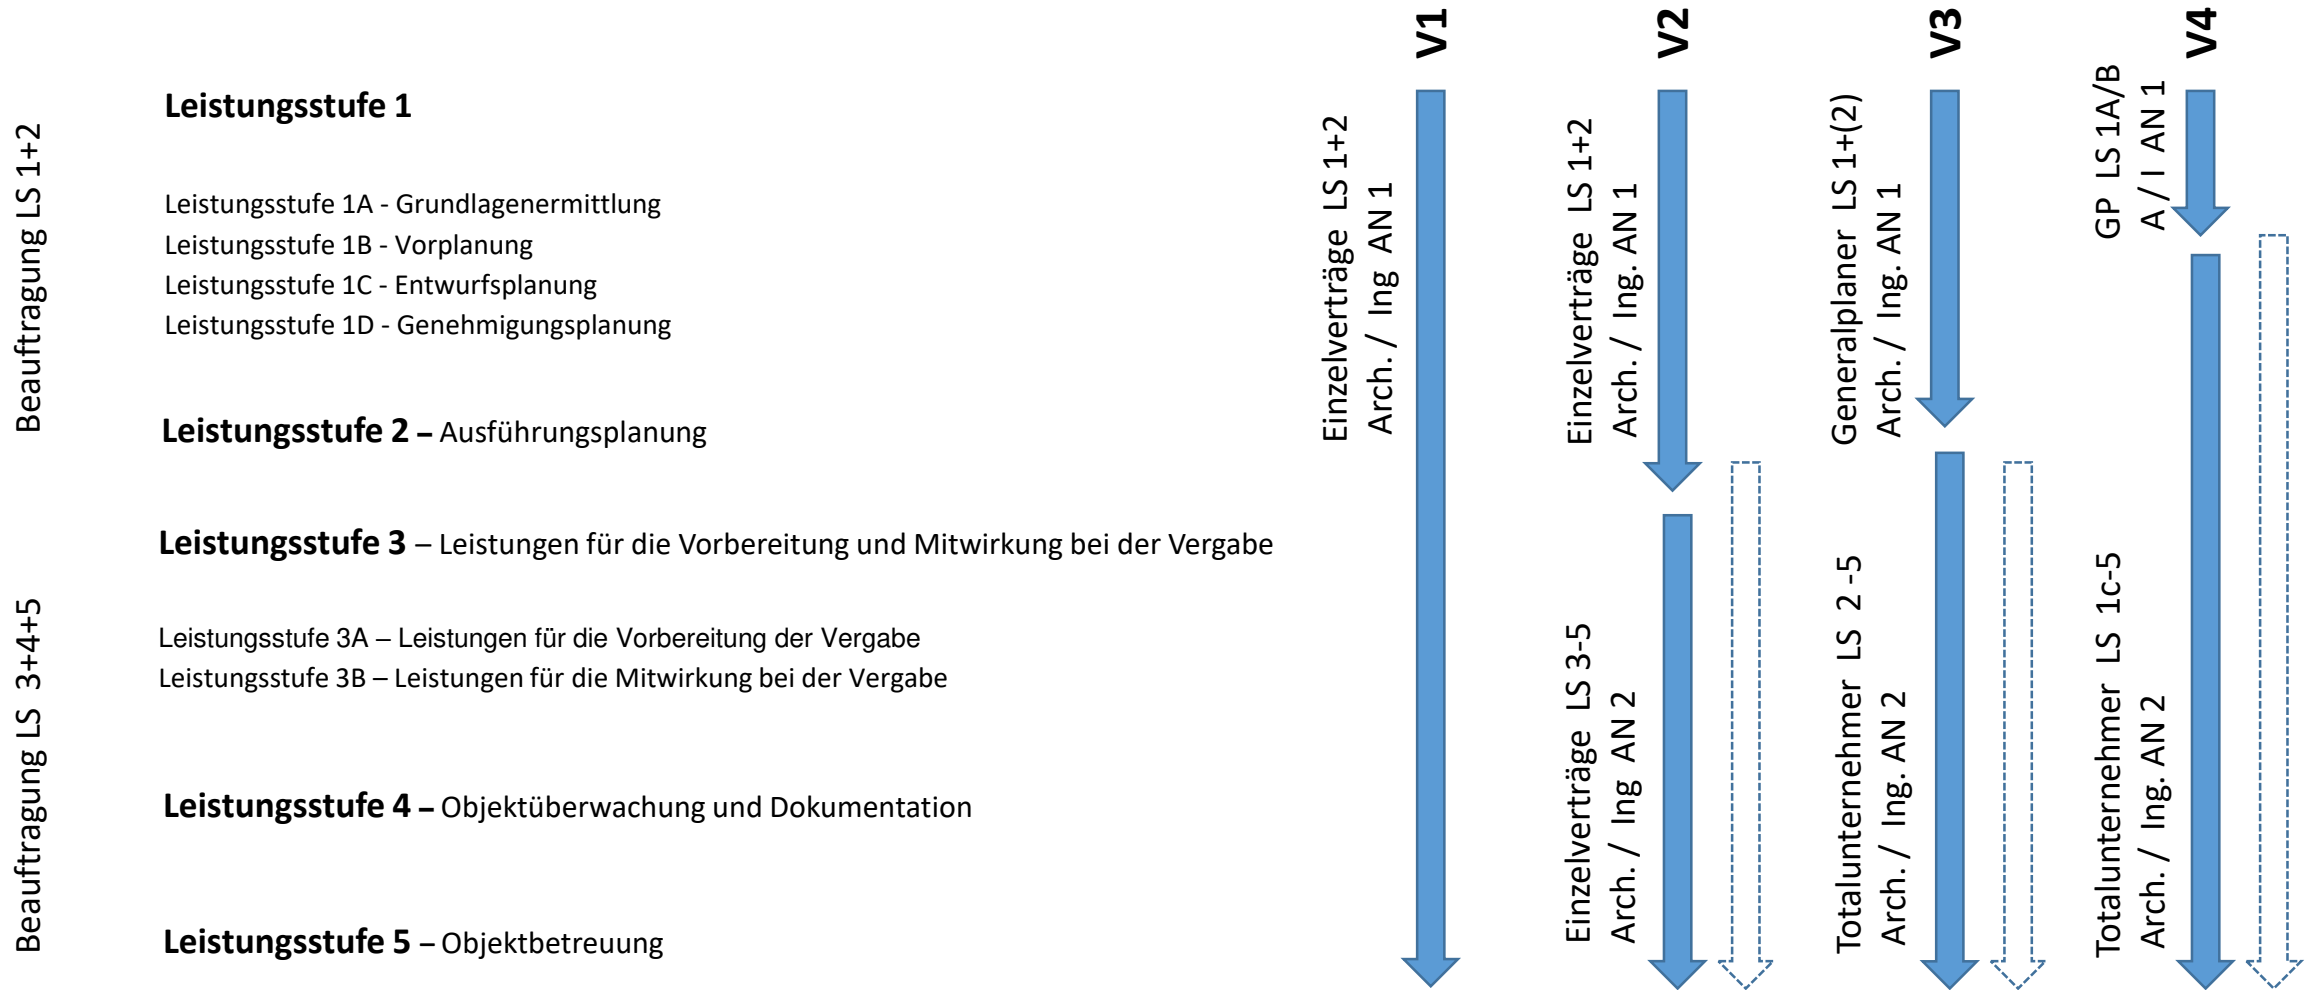 Beauftragung LS 1+2
Beauftragung LS 3+4+5
Leistungsstufe 1
Leistungsstufe 1A - Grundlagenermittlung
Leistungsstufe 1B - Vorplanung
Leistungsstufe 1C - Entwurfsplanung
Leistungsstufe 1D - Genehmigungsplanung
Leistungsstufe 2 – Ausführungsplanung
Leistungsstufe 3 – Leistungen für die Vorbereitung und Mitwirkung bei der Vergabe
Leistungsstufe 3A – Leistungen für die Vorbereitung der Vergabe
Leistungsstufe 3B – Leistungen für die Mitwirkung bei der Vergabe
Leistungsstufe 4 – Objektüberwachung und Dokumentation
Leistungsstufe 5 – Objektbetreuung
V1
Einzelverträge LS 1+2
Arch. / Ing AN 1
V2
Einzelverträge LS 1+2
Arch. / Ing. AN 1
Einzelverträge LS 3-5
Arch. / Ing AN 2
V3
Generalplaner LS 1+(2)
Arch. / Ing. AN 1
Totalunternehmer LS 2 -5
Arch. / Ing. AN 2
V4
GP LS 1A/B
A / I AN 1
Totalunternehmer LS 1c-5
Arch. / Ing. AN 2